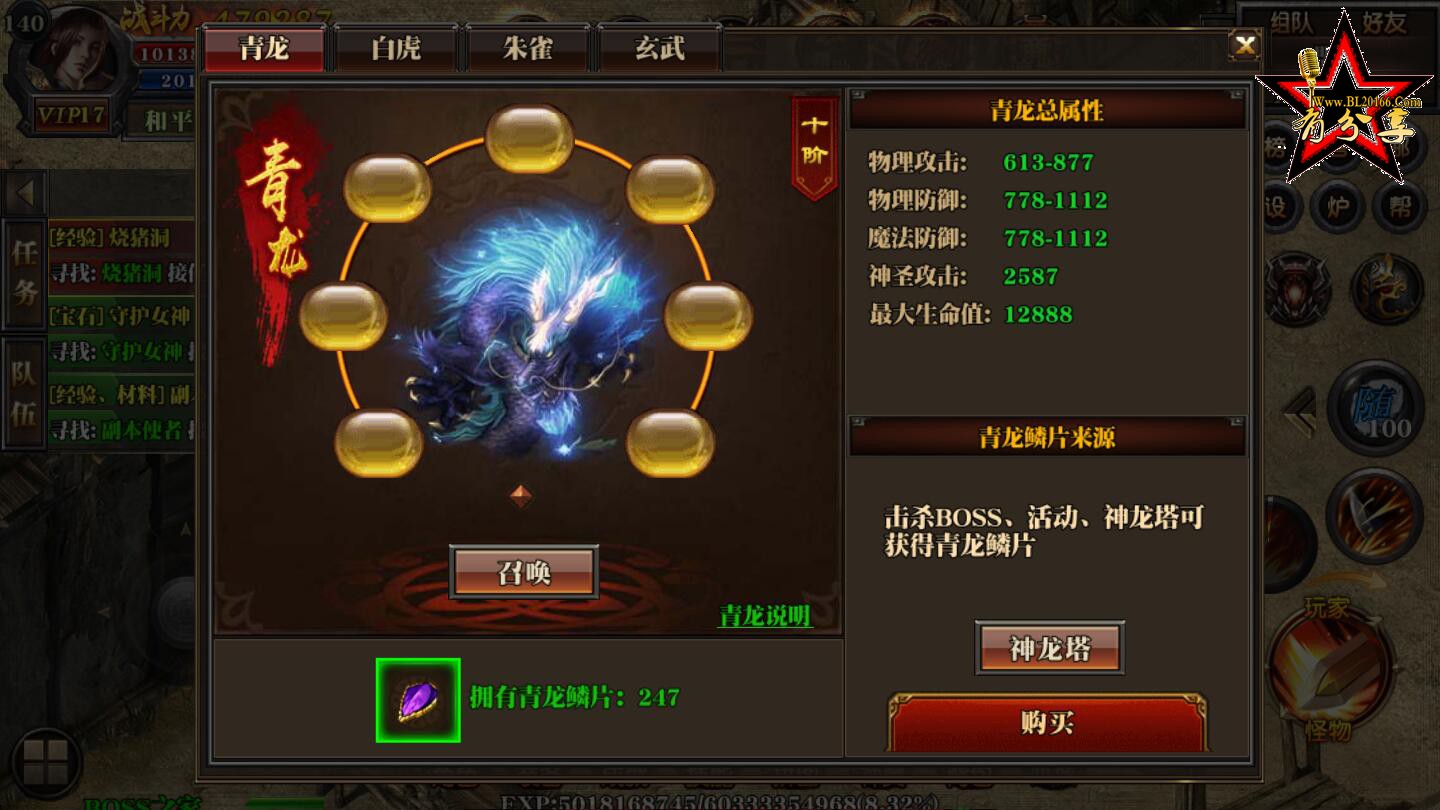 140
战斗力 479287
组队 好友
青龙 白虎 朱雀 玄武
X
1013
201
VIP17
和平
Www.BL20166.Com
有分享
青龙
十阶
青龙总属性
物理攻击: 613-877
物理防御: 778-1112
魔法防御: 778-1112
神圣攻击: 2587
最大生命值: 12888
设 炉 帮
任务
[经验] 烧猪洞
寻找: 烧猪洞 接
[宝石] 守护女神
寻找: 守护女神
队伍
[经验、材料] 副
寻找: 副本使者
随
100
青龙鳞片来源
击杀BOSS、活动、神龙塔可
获得青龙鳞片
召唤
青龙说明
玩家
神龙塔
拥有青龙鳞片: 247
购买
怪物
BOSS之家
EXP:5018168745/60333354968(8.32%)